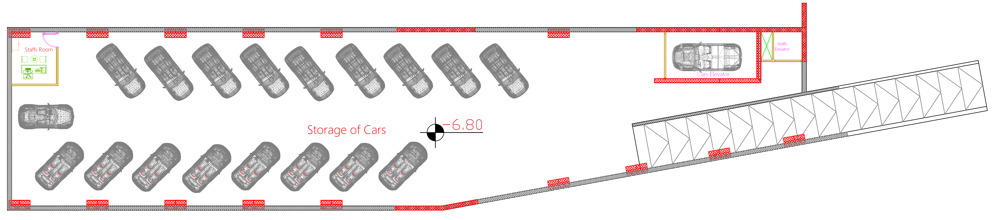 Staffs Room
Staffs
Elevator
Cars Elevator
Storage of Cars
-6.80